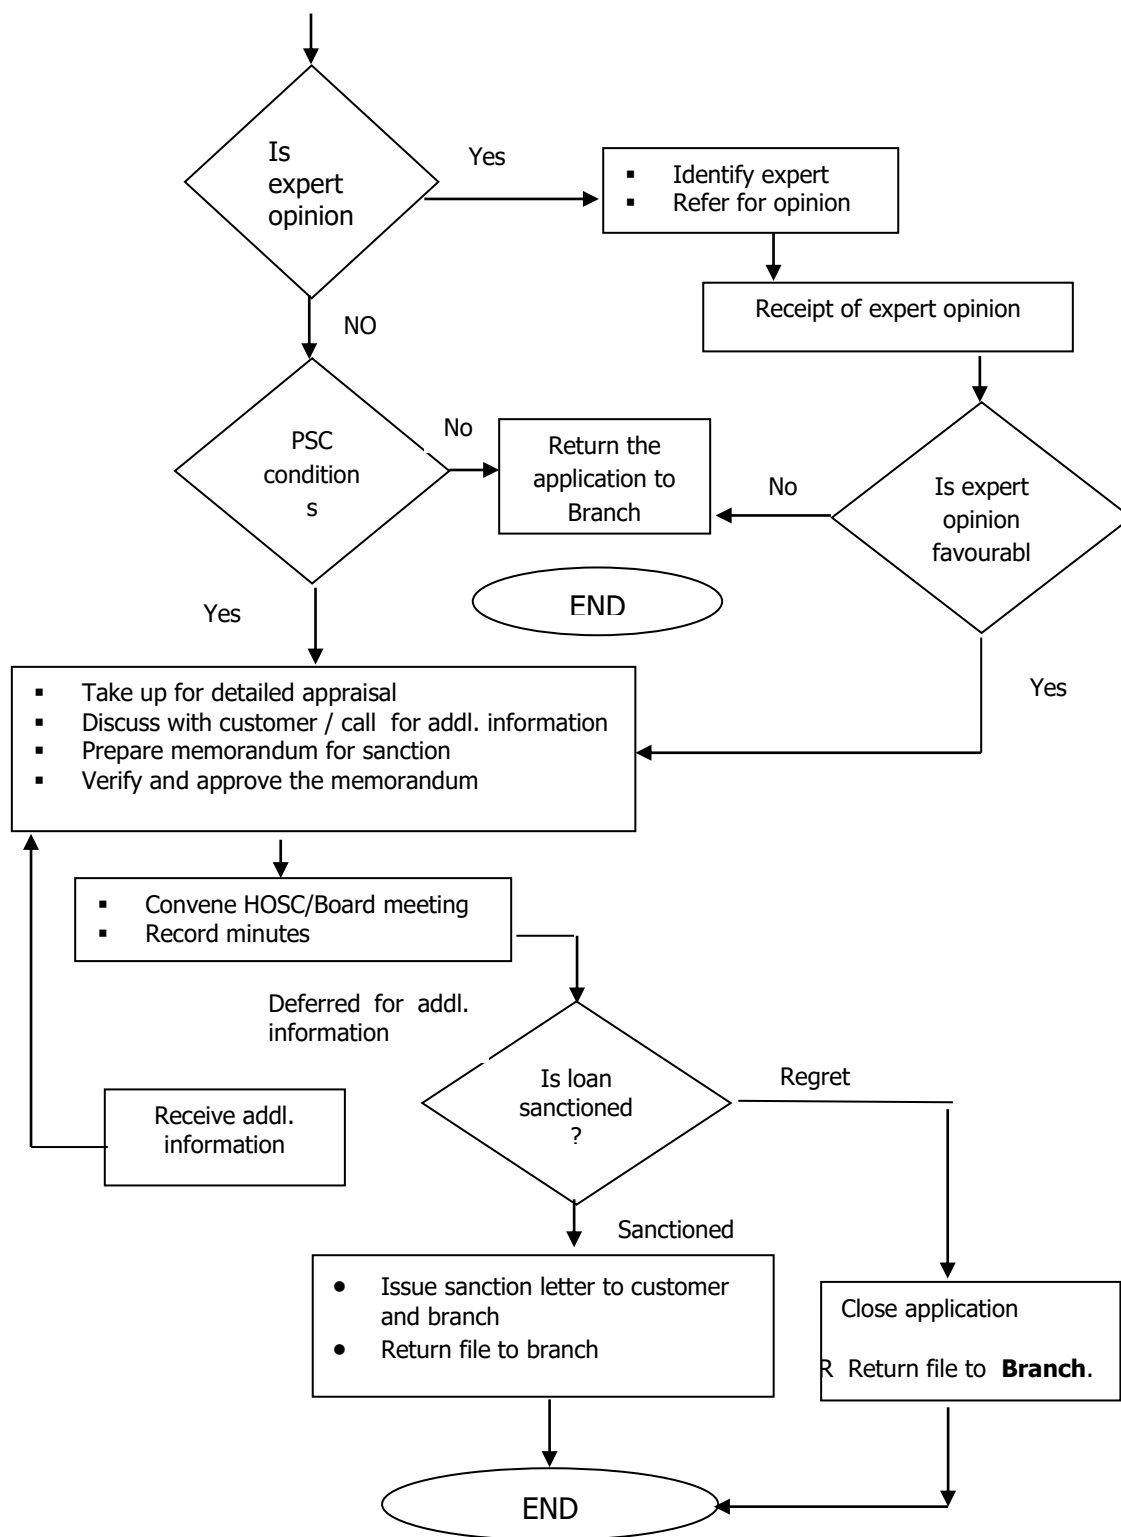 Is
expert
opinion
Yes
▪ Identify expert
▪ Refer for opinion
Receipt of expert opinion
NO
PSC
condition
s
No
Return the
application to
Branch
No
Is expert
opinion
favourabl
END
Yes
Yes
▪ Take up for detailed appraisal
▪ Discuss with customer / call for addl. information
▪ Prepare memorandum for sanction
▪ Verify and approve the memorandum
▪ Convene HOSC/Board meeting
▪ Record minutes
Deferred for addl.
information
Is loan
sanctioned
?
Regret
Receive addl.
information
Sanctioned
● Issue sanction letter to customer
and branch
● Return file to branch
Close application
R Return file to Branch.
END